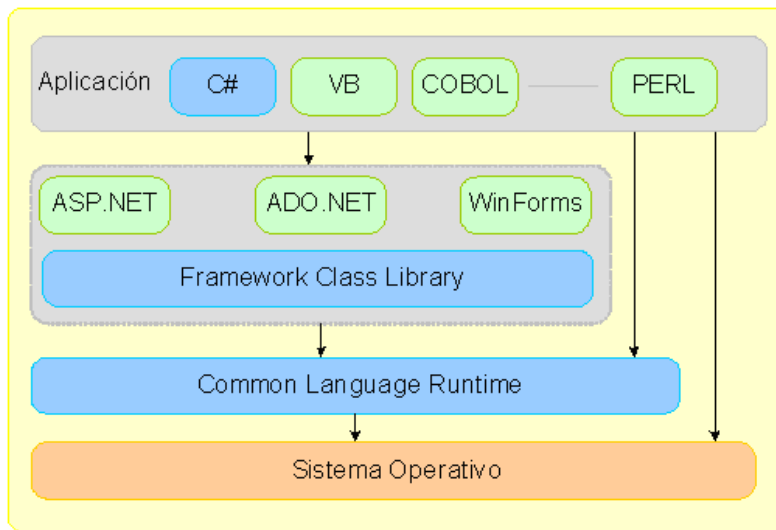 Aplicación C# VB COBOL PERL
ASP.NET ADO.NET WinForms
Framework Class Library
Common Language Runtime
Sistema Operativo